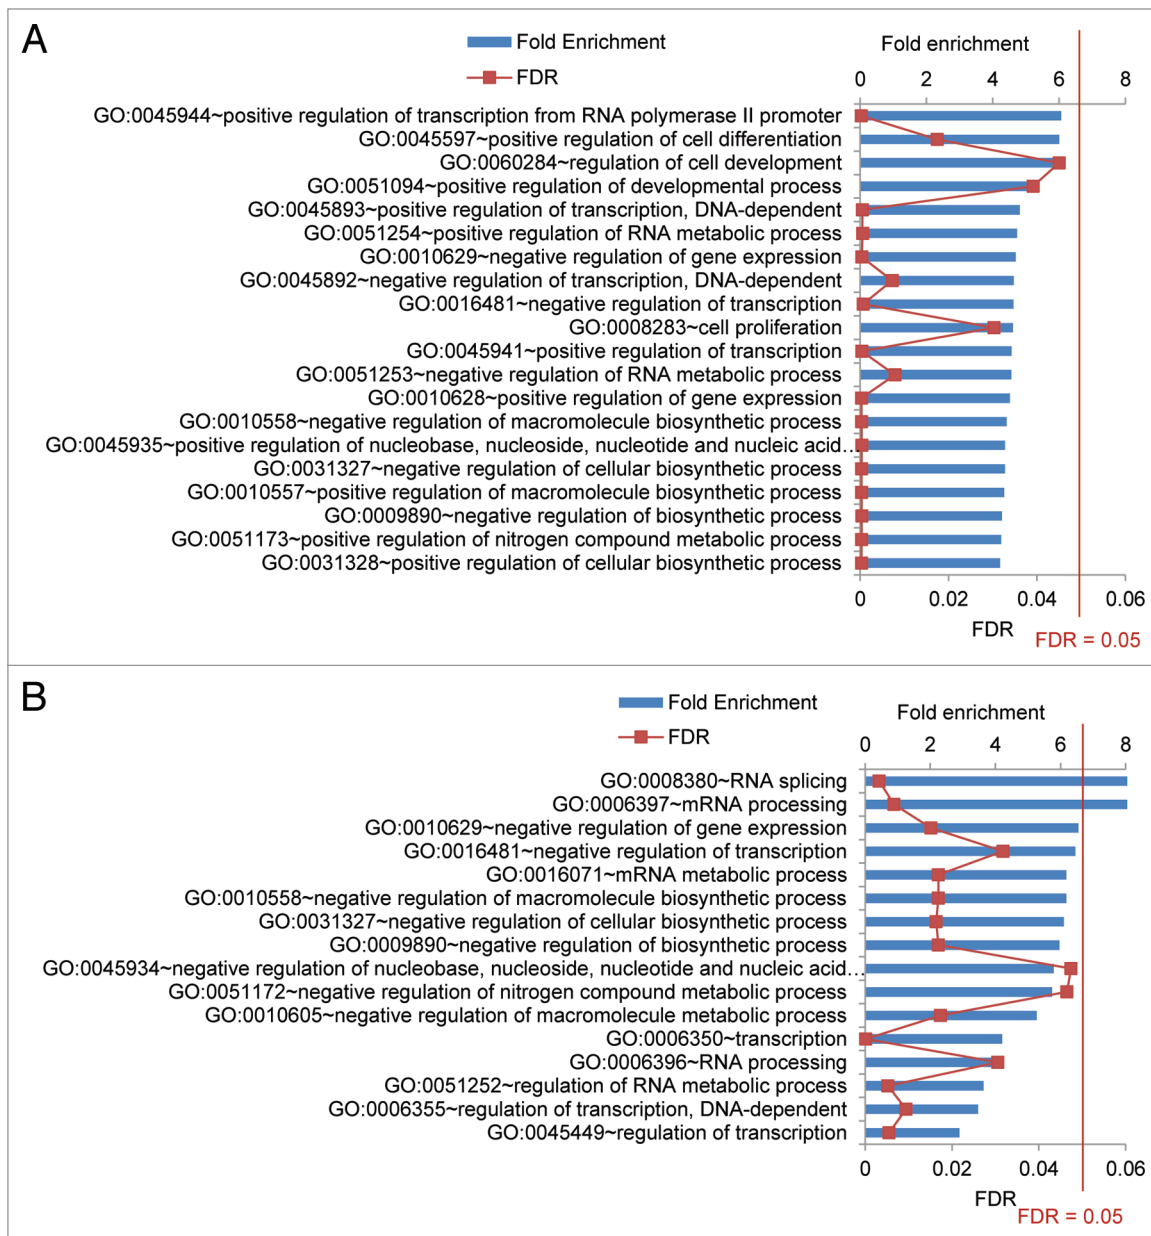 A
Fold Enrichment
FDR
Fold enrichment
0 2 4 6 8
GO:0045944~positive regulation of transcription from RNA polymerase II promoter
GO:0045597~positive regulation of cell differentiation
GO:0060284~regulation of cell development
GO:0051094~positive regulation of developmental process
GO:0045893~positive regulation of transcription, DNA-dependent
GO:0051254~positive regulation of RNA metabolic process
GO:0010629~negative regulation of gene expression
GO:0045892~negative regulation of transcription, DNA-dependent
GO:0016481~negative regulation of transcription
GO:0008283~cell proliferation
GO:0045941~positive regulation of transcription
GO:0051253~negative regulation of RNA metabolic process
GO:0010628~positive regulation of gene expression
GO:0010558~negative regulation of macromolecule biosynthetic process
GO:0045935~positive regulation of nucleobase, nucleoside, nucleotide and nucleic acid…
GO:0031327~negative regulation of cellular biosynthetic process
GO:0010557~positive regulation of macromolecule biosynthetic process
GO:0009890~negative regulation of biosynthetic process
GO:0051173~positive regulation of nitrogen compound metabolic process
GO:0031328~positive regulation of cellular biosynthetic process
0 0.02 0.04 0.06
FDR
FDR = 0.05
B
Fold Enrichment
FDR
Fold enrichment
0 2 4 6 8
GO:0008380~RNA splicing
GO:0006397~mRNA processing
GO:0010629~negative regulation of gene expression
GO:0016481~negative regulation of transcription
GO:0016071~mRNA metabolic process
GO:0010558~negative regulation of macromolecule biosynthetic process
GO:0031327~negative regulation of cellular biosynthetic process
GO:0009890~negative regulation of biosynthetic process
GO:0045934~negative regulation of nucleobase, nucleoside, nucleotide and nucleic acid…
GO:0051172~negative regulation of nitrogen compound metabolic process
GO:0010605~negative regulation of macromolecule metabolic process
GO:0006350~transcription
GO:0006396~RNA processing
GO:0051252~regulation of RNA metabolic process
GO:0006355~regulation of transcription, DNA-dependent
GO:0045449~regulation of transcription
0 0.02 0.04 0.06
FDR
FDR = 0.05